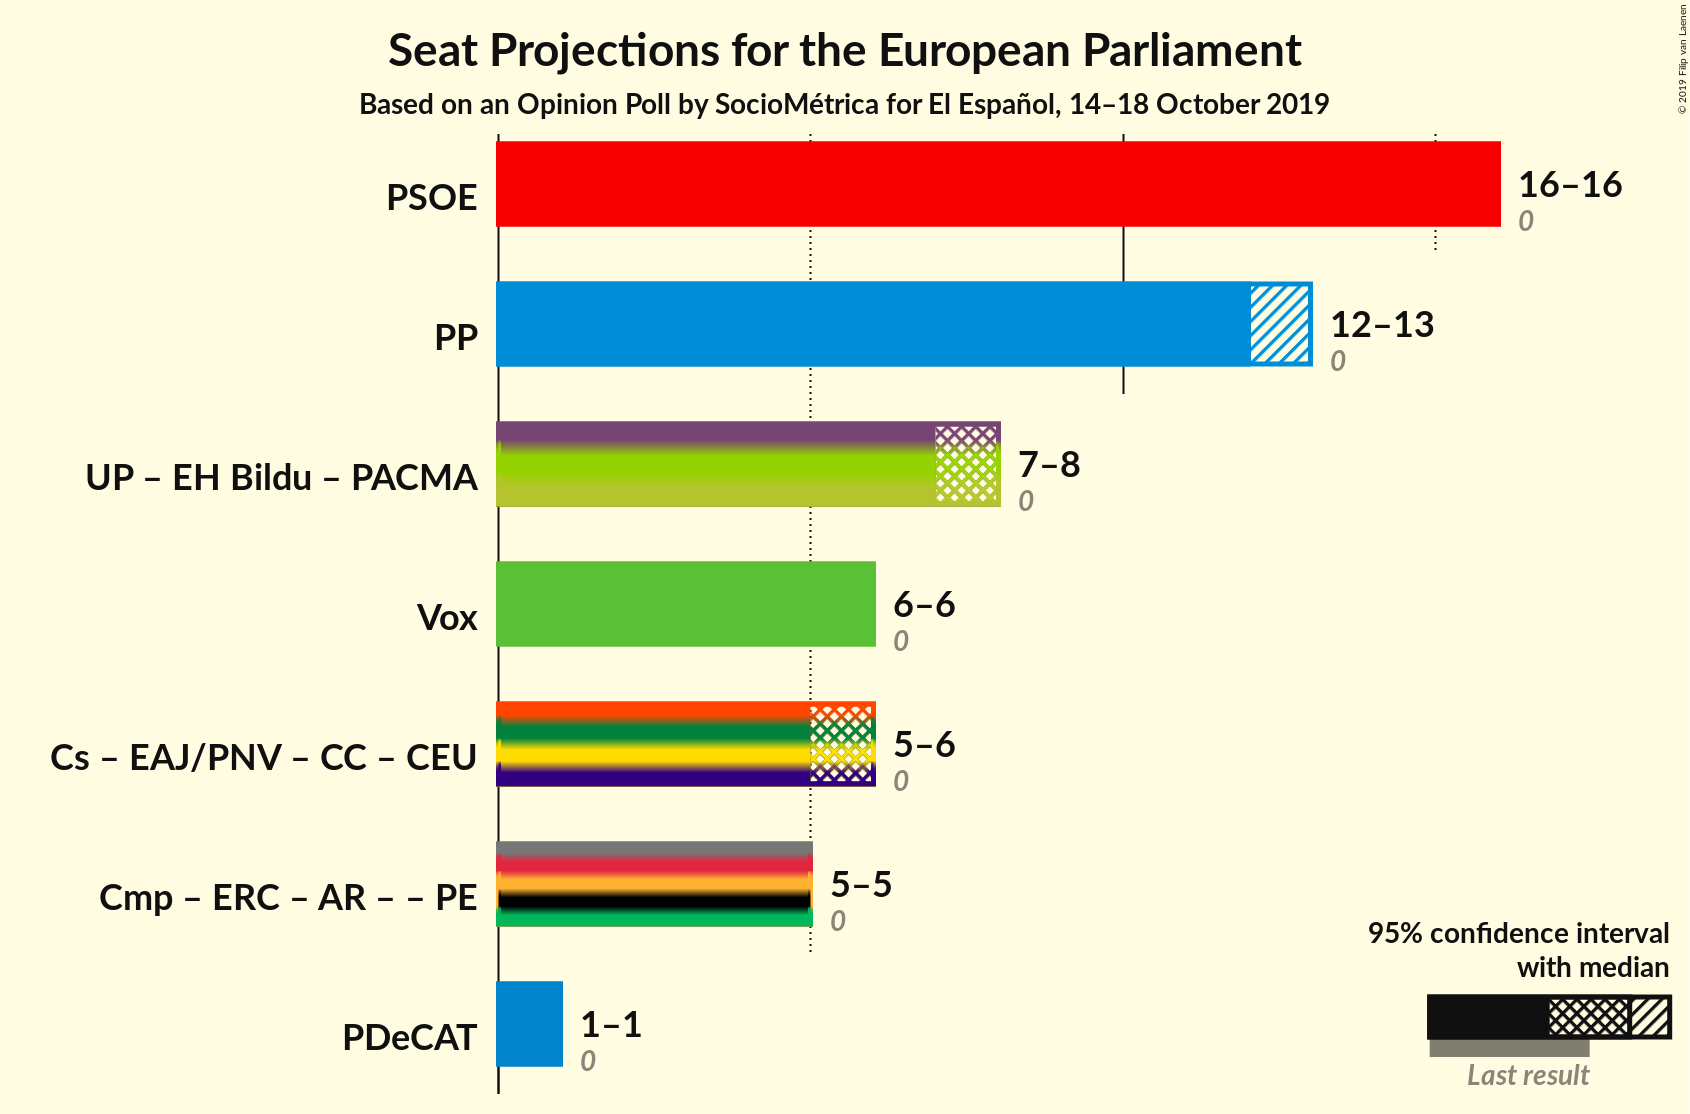 Seat Projections for the European Parliament
Based on an Opinion Poll by SocioMétrica for El Español, 14–18 October 2019
© 2019 Filip van Laenen
PSOE
16–16
0
PP
12–13
0
UP – EH Bildu – PACMA
7–8
0
Vox
6–6
0
Cs – EAJ/PNV – CC – CEU
5–6
0
Cmp – ERC – AR – – PE
5–5
0
PDeCAT
1–1
0
95% confidence interval
with median
Last result